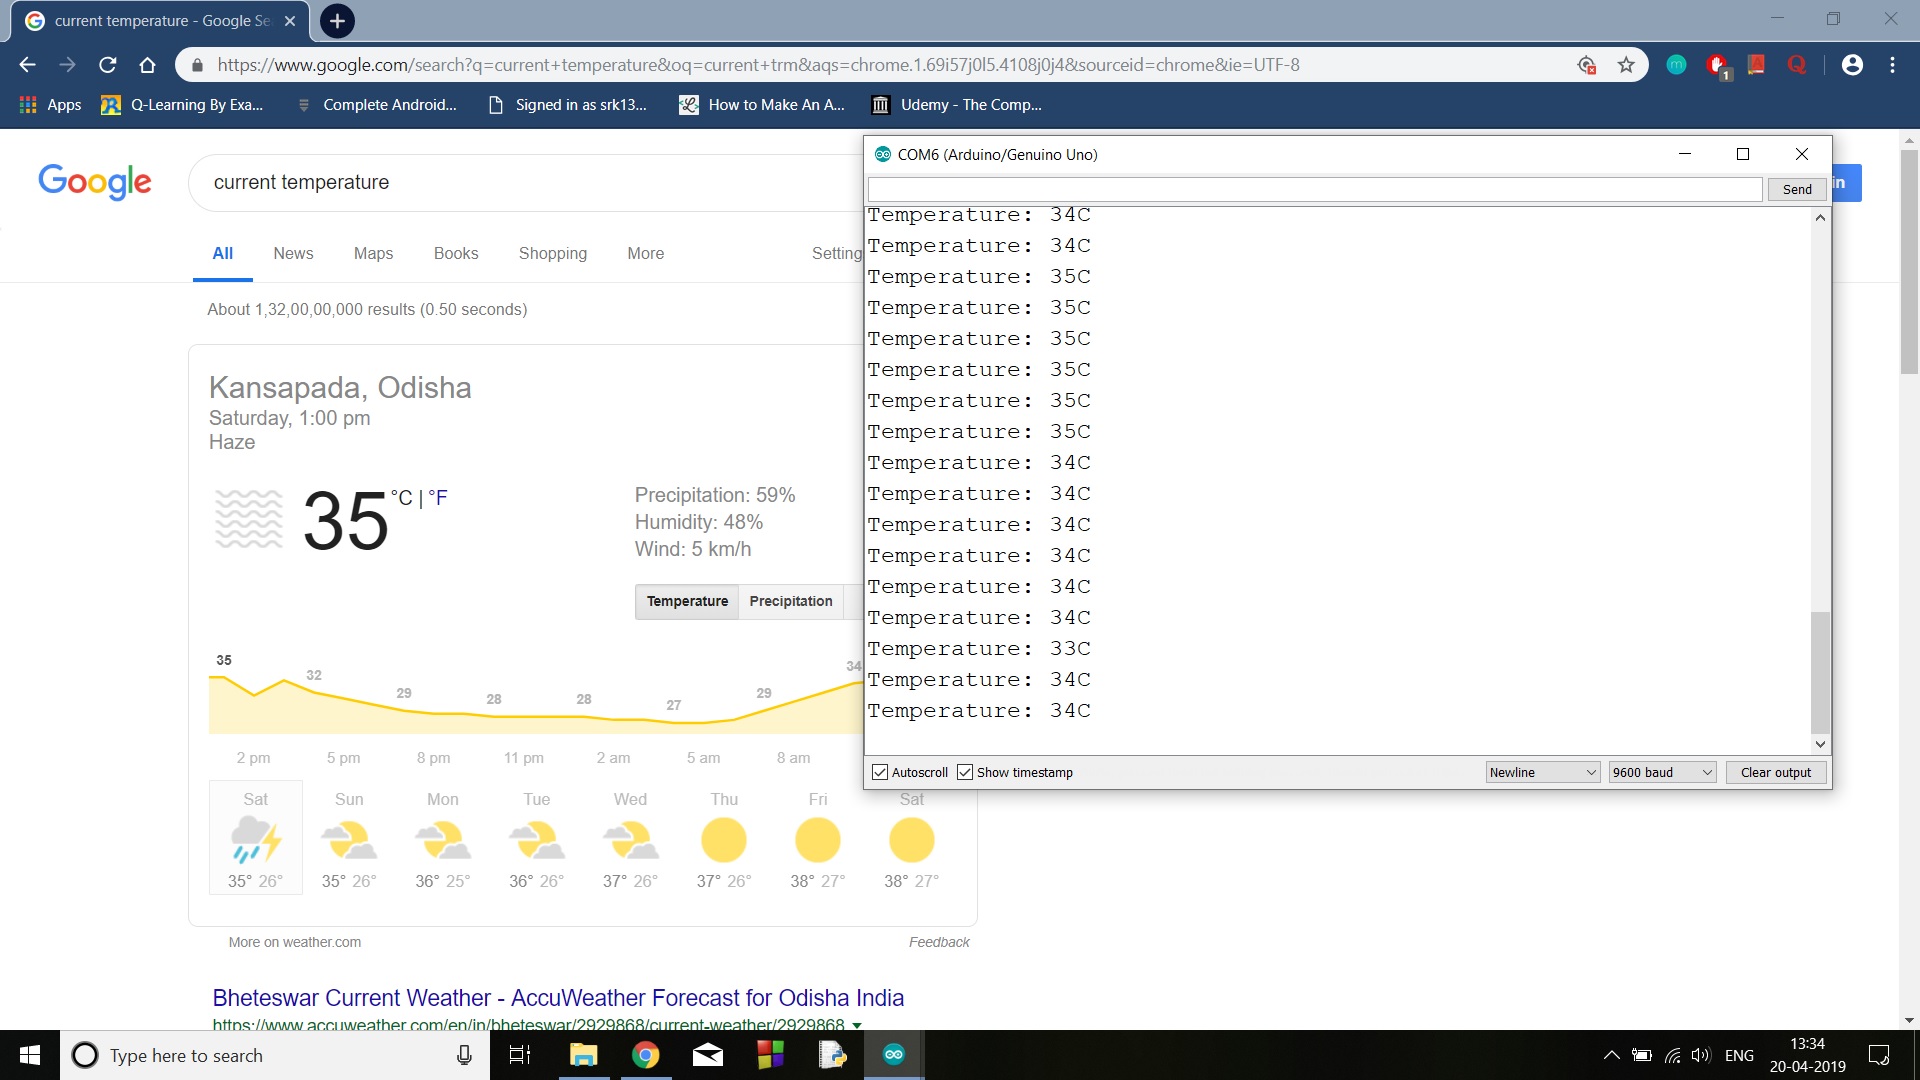 current temperature - Google Se
https://www.google.com/search?q=current+temperature&oq=current+trm&aqs=chrome.1.69i57j0l5.4108j0j4&sourceid=chrome&ie=UTF-8
1
Apps
Q-Learning By Exa...
Complete Android...
Signed in as srk13...
How to Make An A...
Udemy - The Comp...
Google
current temperature
in
All
News
Maps
Books
Shopping
More
Setting
About 1,32,00,00,000 results (0.50 seconds)
Kansapada, Odisha
Saturday, 1:00 pm
Haze
35 °C | °F
Precipitation: 59%
Humidity: 48%
Wind: 5 km/h
Temperature
Precipitation
35 32 29 28 28 27 29 34
2 pm 5 pm 8 pm 11 pm 2 am 5 am 8 am
Sat Sun Mon Tue Wed Thu Fri Sat
35° 26° 35° 26° 36° 25° 36° 26° 37° 26° 37° 26° 38° 27° 38° 27°
More on weather.com
Feedback
Bheteswar Current Weather - AccuWeather Forecast for Odisha India
https://www.accuweather.com/en/in/bheteswar/2929868/current-weather/2929868
COM6 (Arduino/Genuino Uno)
Send
Temperature: 34C
Temperature: 34C
Temperature: 35C
Temperature: 35C
Temperature: 35C
Temperature: 35C
Temperature: 35C
Temperature: 35C
Temperature: 34C
Temperature: 34C
Temperature: 34C
Temperature: 34C
Temperature: 34C
Temperature: 34C
Temperature: 33C
Temperature: 34C
Temperature: 34C
Autoscroll
Show timestamp
Newline
9600 baud
Clear output
Type here to search
ENG
13:34
20-04-2019